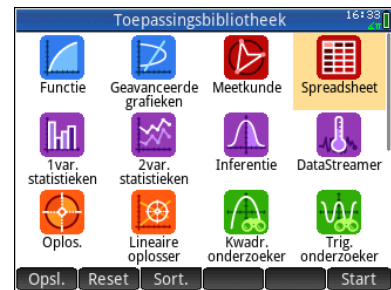 Toepassingsbibliotheek
16:33
∡π
Functie
Geavanceerde
grafieken
Meetkunde
Spreadsheet
1var.
statistieken
2var.
statistieken
Inferentie
DataStreamer
Oplos.
Lineaire
oplosser
Kwadr.
onderzoeker
Trig.
onderzoeker
Opsl.
Reset
Sort.
Start